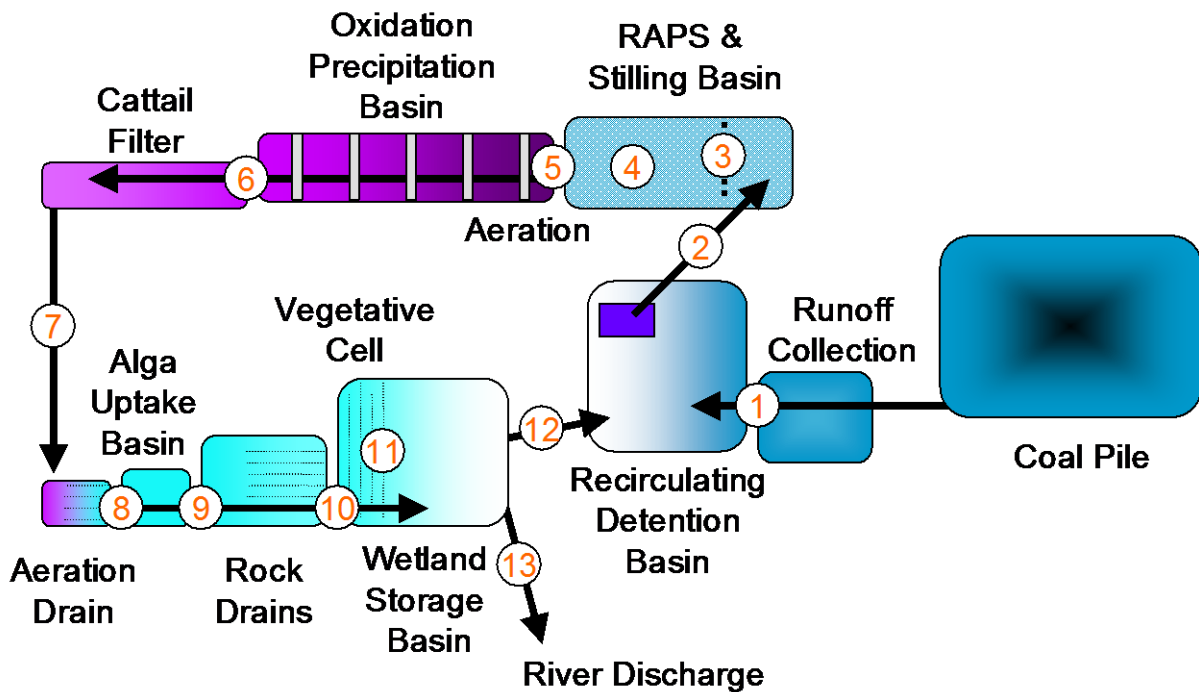 Oxidation
Precipitation
Basin
RAPS &
Stilling Basin
Cattail
Filter
3
4
5
6
Aeration
2
Vegetative
Cell
Runoff
Collection
7
Alga
Uptake
Basin
1
12
11
Coal Pile
Recirculating
Detention
Basin
8
9
10
13
Aeration
Drain
Rock
Drains
Wetland
Storage
Basin
River Discharge